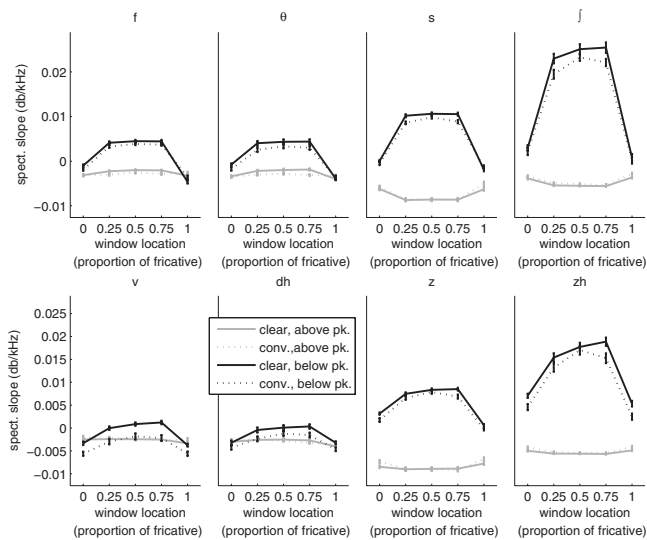 f θ s ʃ
spect. slope (db/kHz)
0.02
0.01
0
−0.01
0 0.25 0.5 0.75 1 0 0.25 0.5 0.75 1 0 0.25 0.5 0.75 1 0 0.25 0.5 0.75 1
window location window location window location window location
(proportion of fricative) (proportion of fricative) (proportion of fricative) (proportion of fricative)
v dh z zh
spect. slope (db/kHz)
0.025
0.02
0.015
0.01
0.005
0
−0.005
−0.01
clear, above pk.
conv.,above pk.
clear, below pk.
conv., below pk.
0 0.25 0.5 0.75 1 0 0.25 0.5 0.75 1 0 0.25 0.5 0.75 1 0 0.25 0.5 0.75 1
window location window location window location window location
(proportion of fricative) (proportion of fricative) (proportion of fricative) (proportion of fricative)